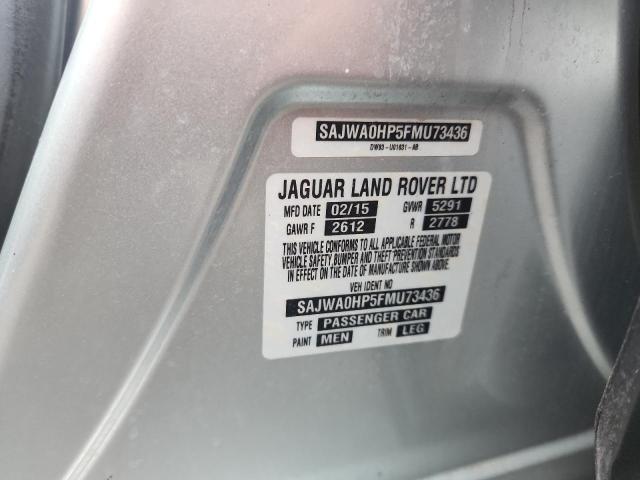 SAJWA0HP5FMU73436
DW93 - U01631 - AB
JAGUAR LAND ROVER LTD
MFD DATE 02/15 GVWR 5291
GAWR F 2612 R 2778
THIS VEHICLE CONFORMS TO ALL APPLICABLE FEDERAL MOTOR
VEHICLE SAFETY, BUMPER AND THEFT PREVENTION STANDARDS
IN EFFECT ON THE DATE OF MANUFACTURE SHOWN ABOVE.
VEH IDENT NO
SAJWA0HP5FMU73436
TYPE PASSENGER CAR
PAINT MEN TRIM LEG